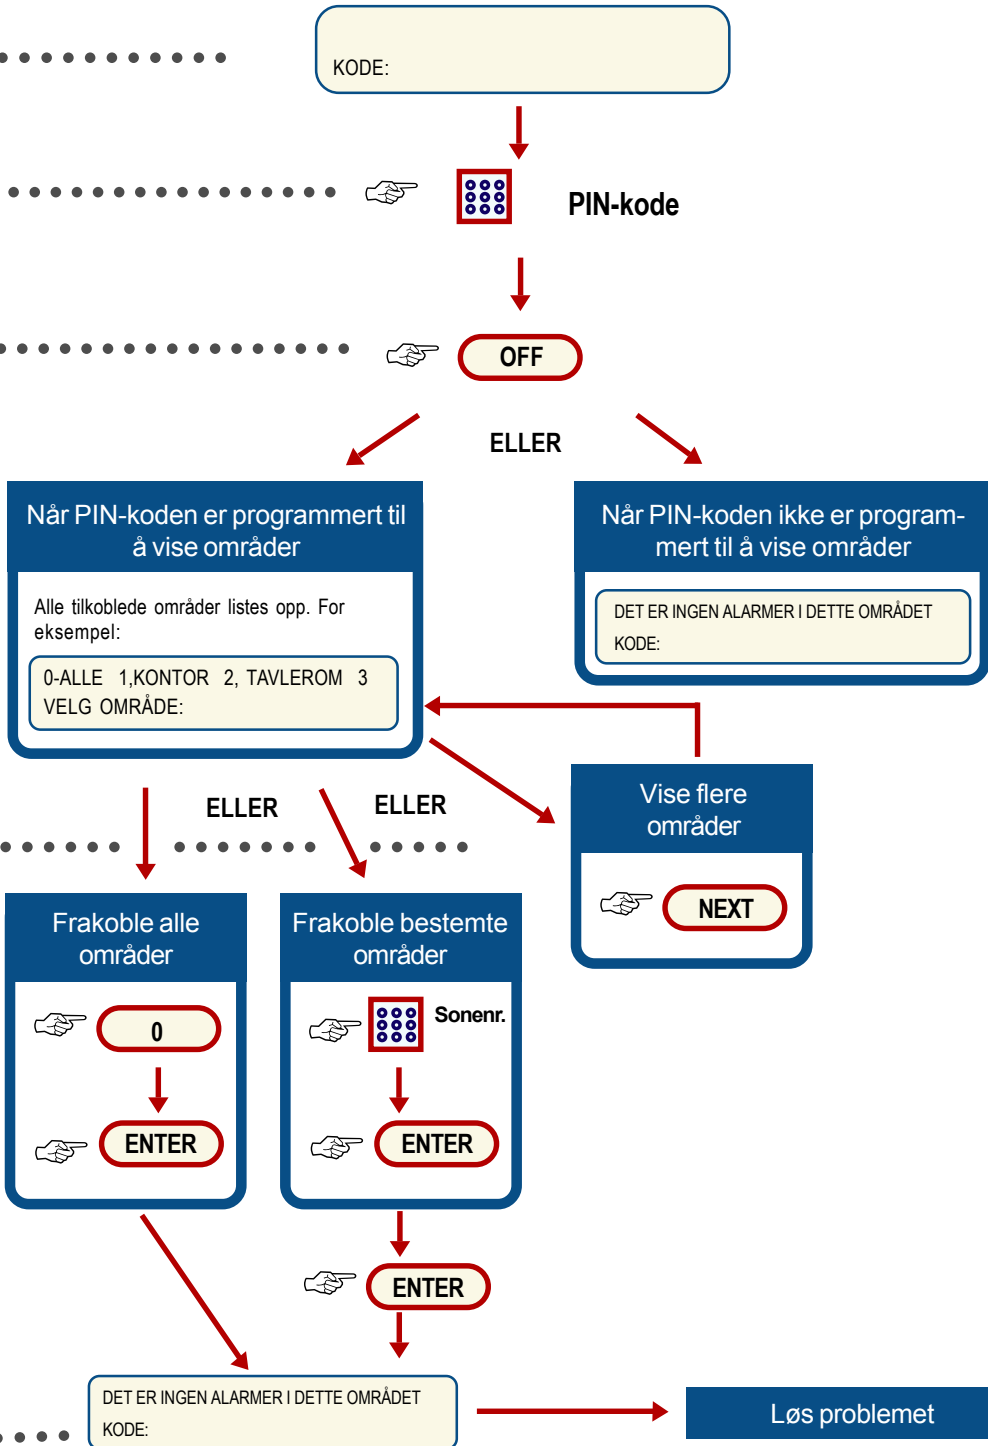 KODE:
PIN-kode
OFF
ELLER
Når PIN-koden er programmert til
å vise områder
Alle tilkoblede områder listes opp. For
eksempel:
0-ALLE 1,KONTOR 2, TAVLEROM 3
VELG OMRÅDE:
Når PIN-koden ikke er program-
mert til å vise områder
DET ER INGEN ALARMER I DETTE OMRÅDET
KODE:
Vise flere
områder
NEXT
ELLER
ELLER
Frakoble alle
områder
0
ENTER
Frakoble bestemte
områder
Sonenr.
ENTER
ENTER
DET ER INGEN ALARMER I DETTE OMRÅDET
KODE:
Løs problemet